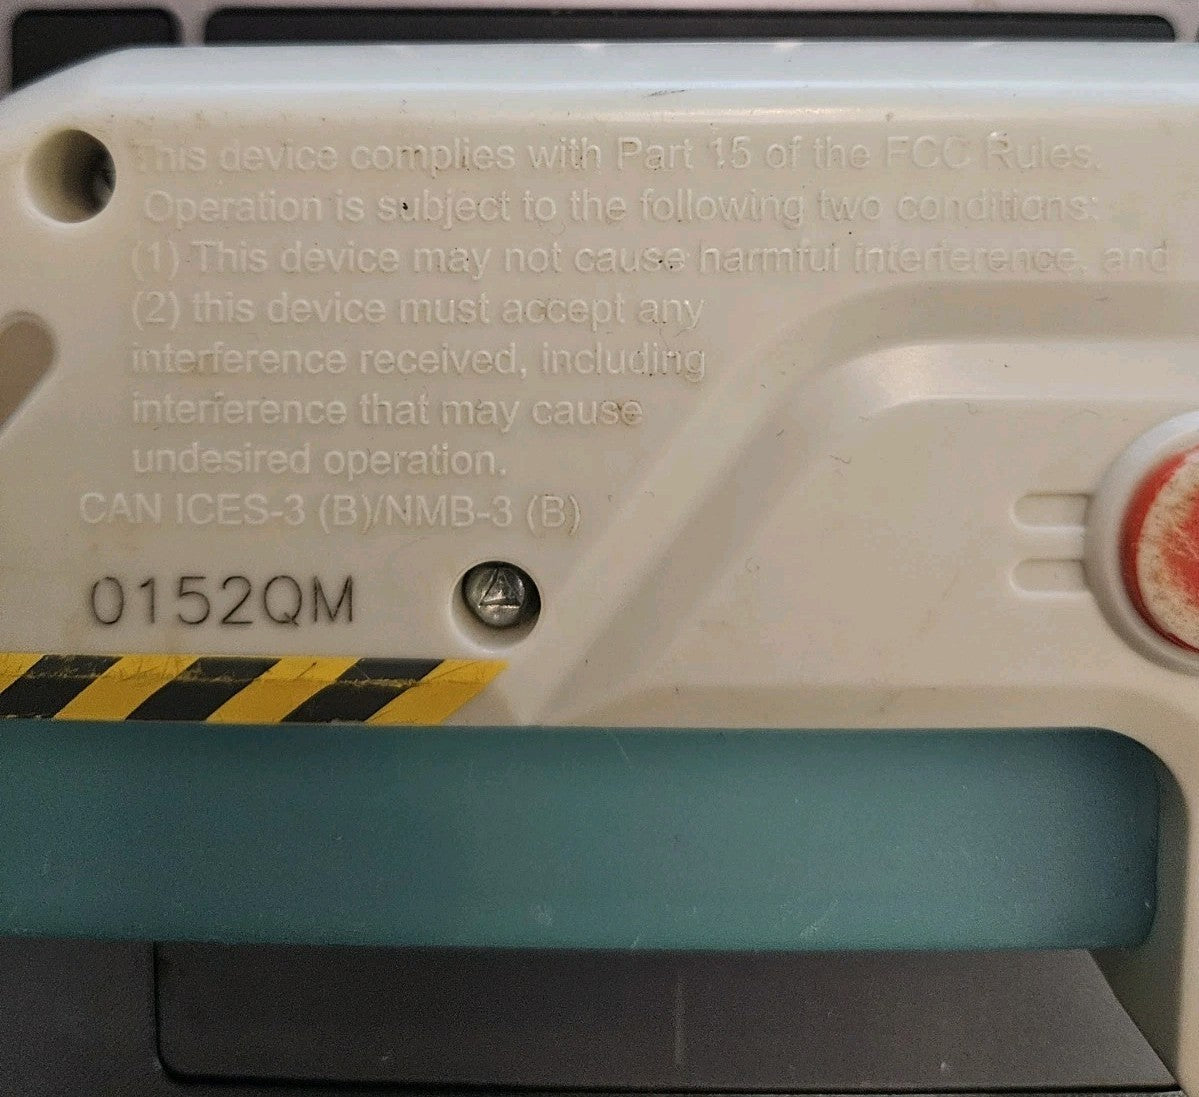 This device complies with Part 15 of the FCC Rules.
Operation is subject to the following two conditions:
(1) This device may not cause harmful interference, and
(2) this device must accept any
interference received, including
interference that may cause
undesired operation.
CAN ICES-3 (B)/NMB-3 (B)
0152QM